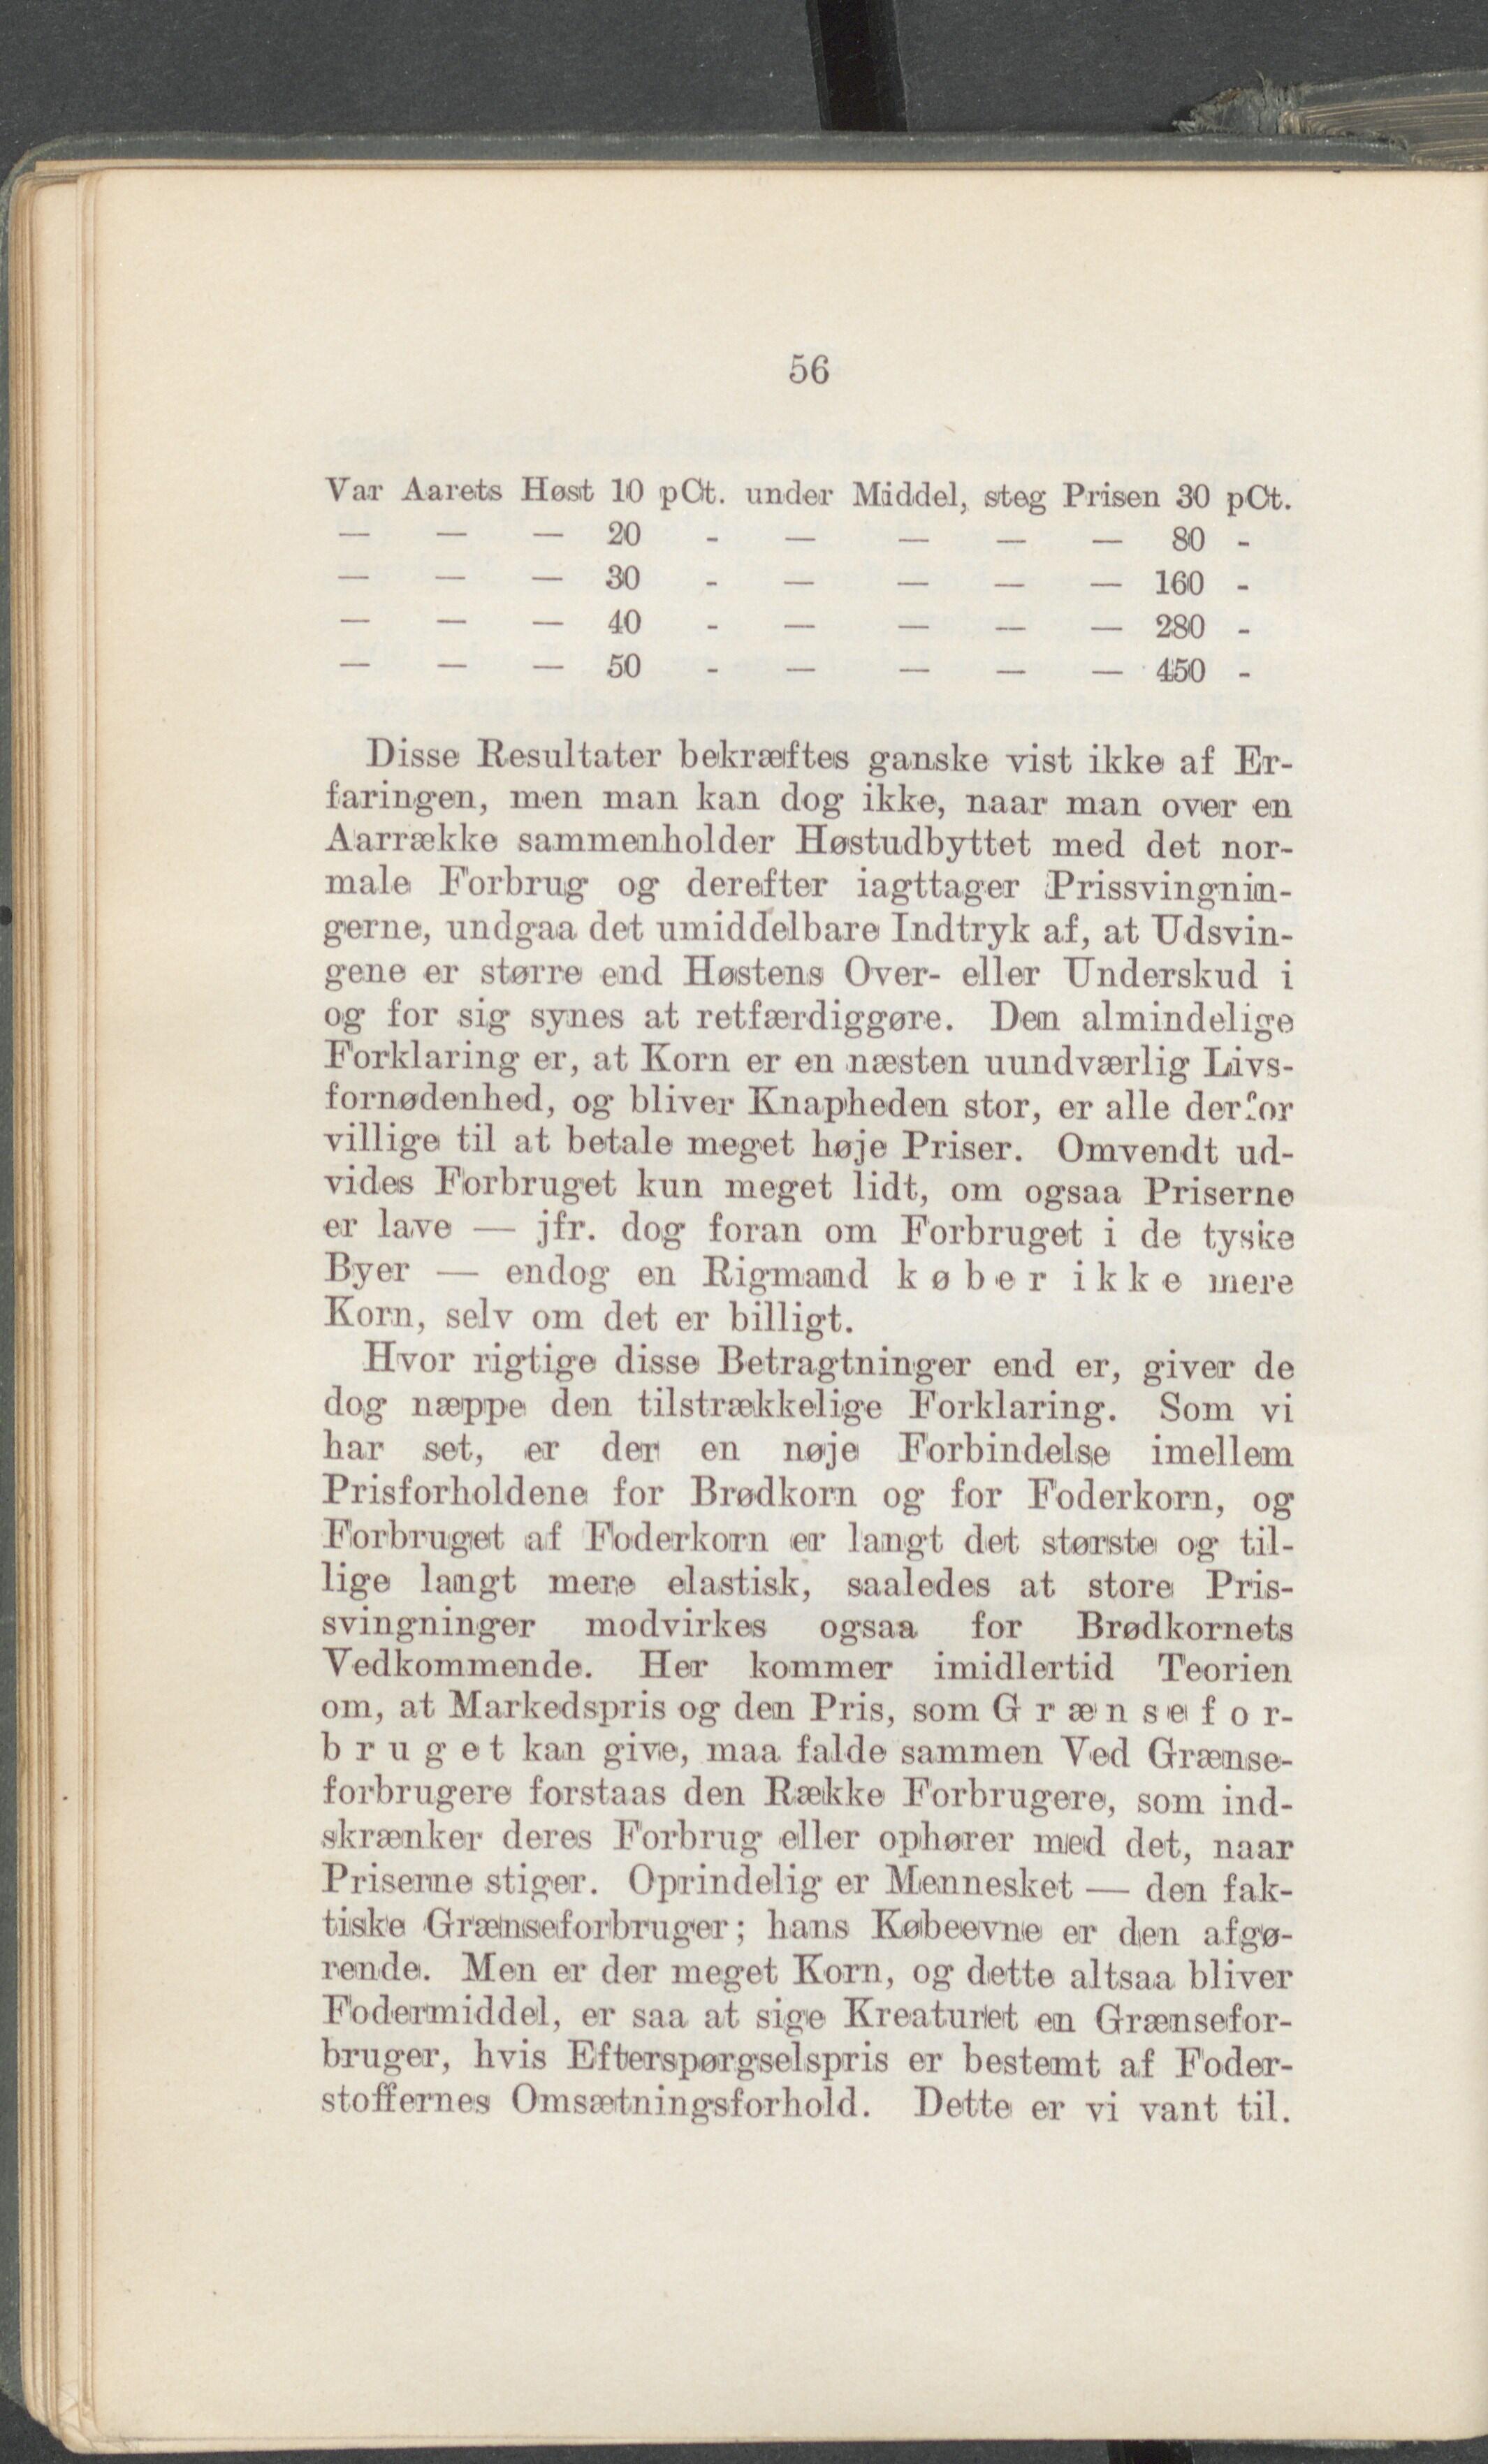 56
Var Aarets Høst 10 pCt. under Middel, steg Prisen 30 pCt.
— — — 20 - — — — — 80 -
— — — 30 - — — — — 160 -
— — — 40 - — — — — 280 -
— — — 50 - — — — — 450 -
Disse Resultater bekræftes ganske vist ikke af Er-
faringen, men man kan dog ikke, naar man over en
Aarrække sammenholder Høstudbyttet med det nor-
male Forbrug og derefter iagttager Prissvingnin-
gerne, undgaa det umiddelbare Indtryk af, at Udsvin-
gene er større end Høstens Over- eller Underskud i
og for sig synes at retfærdiggøre. Den almindelige
Forklaring er, at Korn er en næsten uundværlig Livs-
fornødenhed, og bliver Knapheden stor, er alle derfor
villige til at betale meget høje Priser. Omvendt ud-
vides Forbruget kun meget lidt, om ogsaa Priserne
er lave — jfr. dog foran om Forbruget i de tyske
Byer — endog en Rigmand køber ikke mere
Korn, selv om det er billigt.
Hvor rigtige disse Betragtninger end er, giver de
dog næppe den tilstrækkelige Forklaring. Som vi
har set, er der en nøje Forbindelse imellem
Prisforholdene for Brødkorn og for Foderkorn, og
Forbruget af Foderkorn er langt det største og til-
lige langt mere elastisk, saaledes at store Pris-
svingninger modvirkes ogsaa for Brødkornets
Vedkommende. Her kommer imidlertid Teorien
om, at Markedspris og den Pris, som Grænsefor-
bruget kan give, maa falde sammen Ved Grænse-
forbrugere forstaas den Række Forbrugere, som ind-
skrænker deres Forbrug eller ophører med det, naar
Priserne stiger. Oprindelig er Mennesket — den fak-
tiske Grænseforbruger; hans Købeevne er den afgø-
rende. Men er der meget Korn, og dette altsaa bliver
Fodermiddel, er saa at sige Kreaturet en Grænsefor-
bruger, hvis Efterspørgselspris er bestemt af Foder-
stoffernes Omsætningsforhold. Dette er vi vant til.